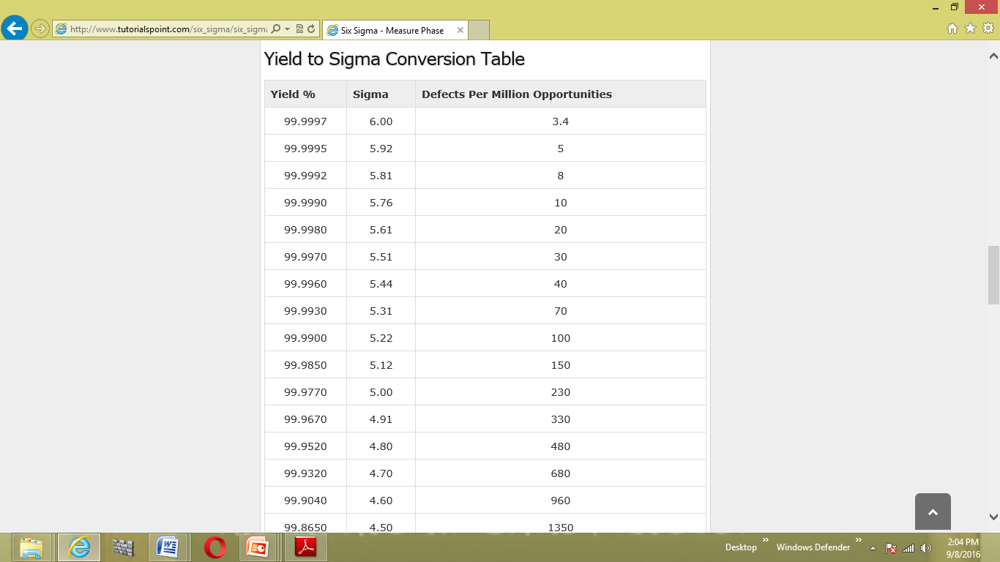 http://www.tutorialspoint.com/six_sigma/six_sigma
Six Sigma - Measure Phase
Yield to Sigma Conversion Table
Yield % Sigma Defects Per Million Opportunities
99.9997 6.00 3.4
99.9995 5.92 5
99.9992 5.81 8
99.9990 5.76 10
99.9980 5.61 20
99.9970 5.51 30
99.9960 5.44 40
99.9930 5.31 70
99.9900 5.22 100
99.9850 5.12 150
99.9770 5.00 230
99.9670 4.91 330
99.9520 4.80 480
99.9320 4.70 680
99.9040 4.60 960
99.8650 4.50 1350
Desktop » Windows Defender » 2:04 PM
9/8/2016